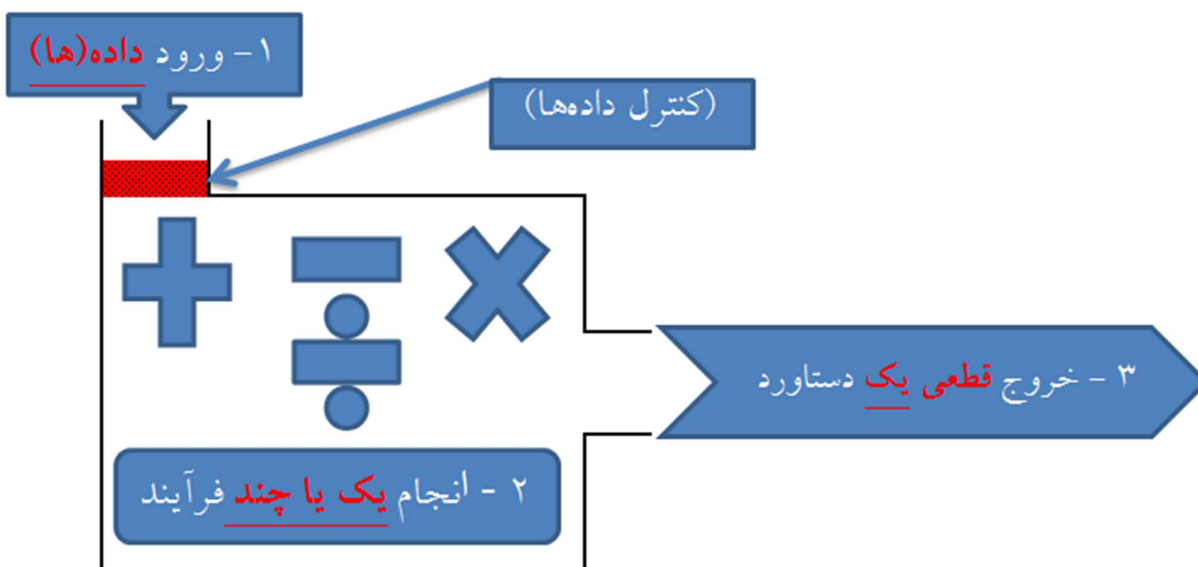 ۱- ورود داده(ها)
(کنترل داده‌ها)
۳ - خروج قطعی یک دستاورد
۲ - انجام یک یا چند فرآیند